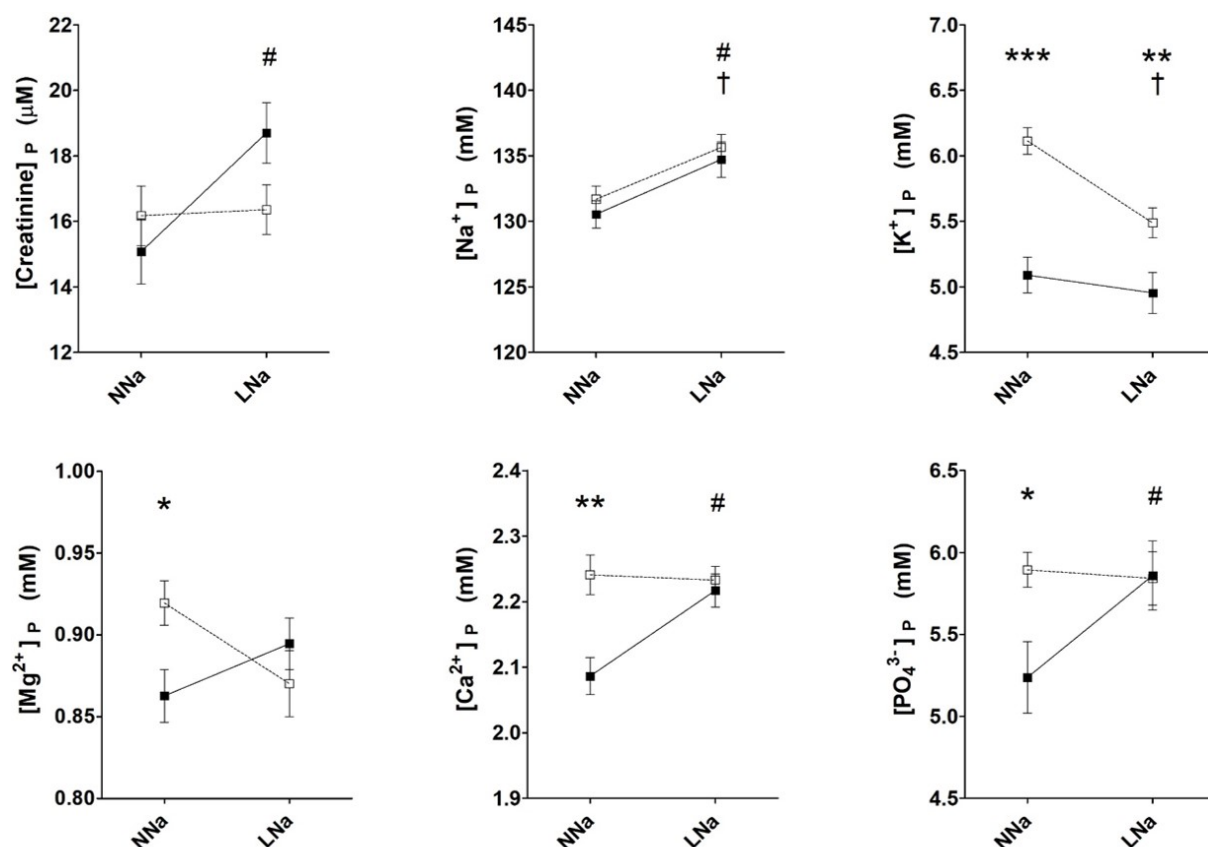 [Creatinine] P (μM)
22
20
18
16
14
12
#
NNa
LNa
[Na+] P (mM)
145
140
135
130
125
120
#
†
NNa
LNa
[K+] P (mM)
7.0
6.5
6.0
5.5
5.0
4.5
*** **
†
NNa
LNa
[Mg2+] P (mM)
1.00
0.95
0.90
0.85
0.80
*
NNa
LNa
[Ca2+] P (mM)
2.4
2.3
2.2
2.1
2.0
1.9
** #
NNa
LNa
[PO4 3-] P (mM)
6.5
6.0
5.5
5.0
4.5
* #
NNa
LNa